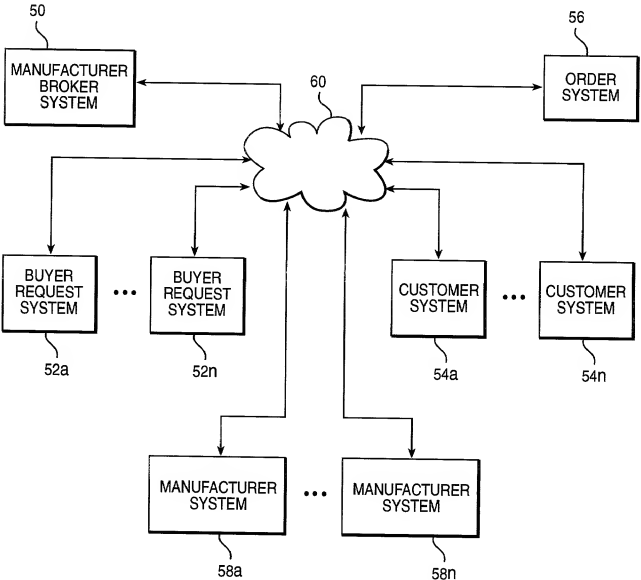 50
MANUFACTURER
BROKER
SYSTEM
56
ORDER
SYSTEM
60
BUYER
REQUEST
SYSTEM
52a
BUYER
REQUEST
SYSTEM
52n
CUSTOMER
SYSTEM
54a
CUSTOMER
SYSTEM
54n
MANUFACTURER
SYSTEM
58a
MANUFACTURER
SYSTEM
58n